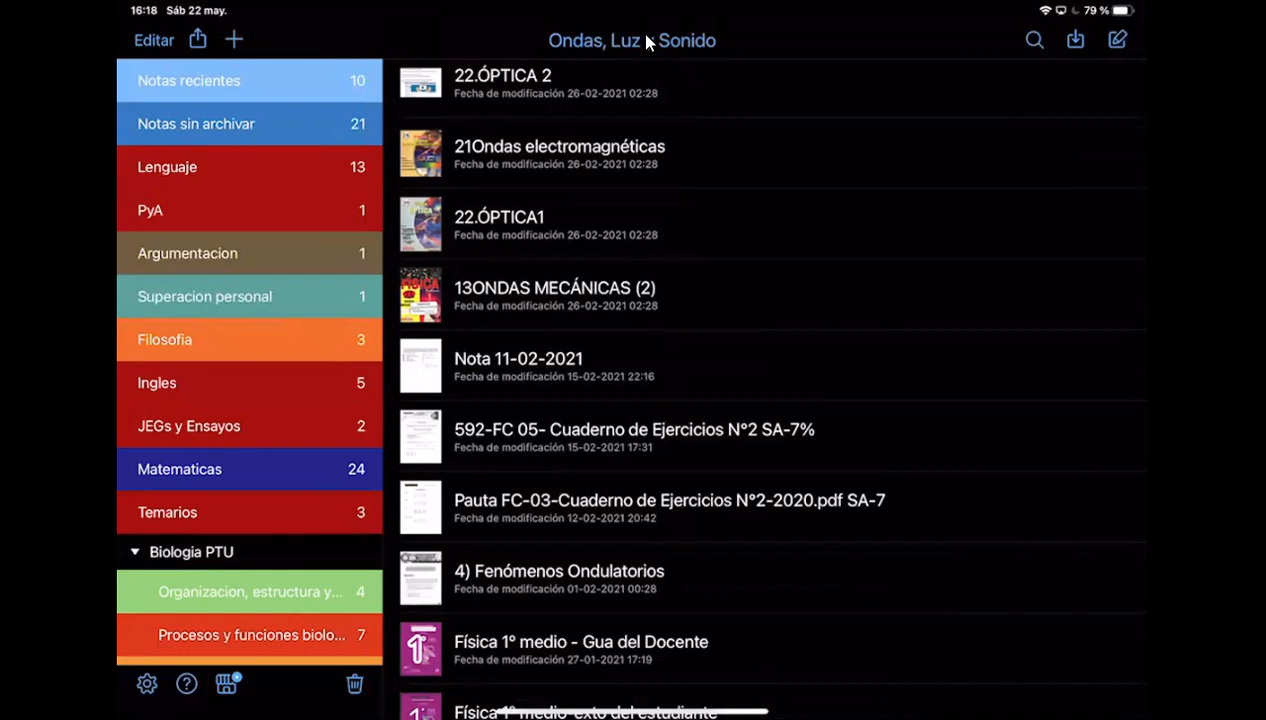 16:18 Sáb 22 may.
79 %
Editar
Ondas, Luz y Sonido
Notas recientes 10
Notas sin archivar 21
Lenguaje 13
PyA 1
Argumentacion 1
Superacion personal 1
Filosofia 3
Ingles 5
JEGs y Ensayos 2
Matematicas 24
Temarios 3
Biologia PTU
Organizacion, estructura y... 4
Procesos y funciones biolo... 7
22.ÓPTICA 2
Fecha de modificación 26-02-2021 02:28
21Ondas electromagnéticas
Fecha de modificación 26-02-2021 02:28
22.ÓPTICA1
Fecha de modificación 26-02-2021 02:28
13ONDAS MECÁNICAS (2)
Fecha de modificación 26-02-2021 02:28
Nota 11-02-2021
Fecha de modificación 15-02-2021 22:16
592-FC 05- Cuaderno de Ejercicios N°2 SA-7%
Fecha de modificación 15-02-2021 17:31
Pauta FC-03-Cuaderno de Ejercicios N°2-2020.pdf SA-7
Fecha de modificación 12-02-2021 20:42
4) Fenómenos Ondulatorios
Fecha de modificación 01-02-2021 00:28
Física 1° medio - Gua del Docente
Fecha de modificación 27-01-2021 17:19
Física 1° medio-exto del estudiante